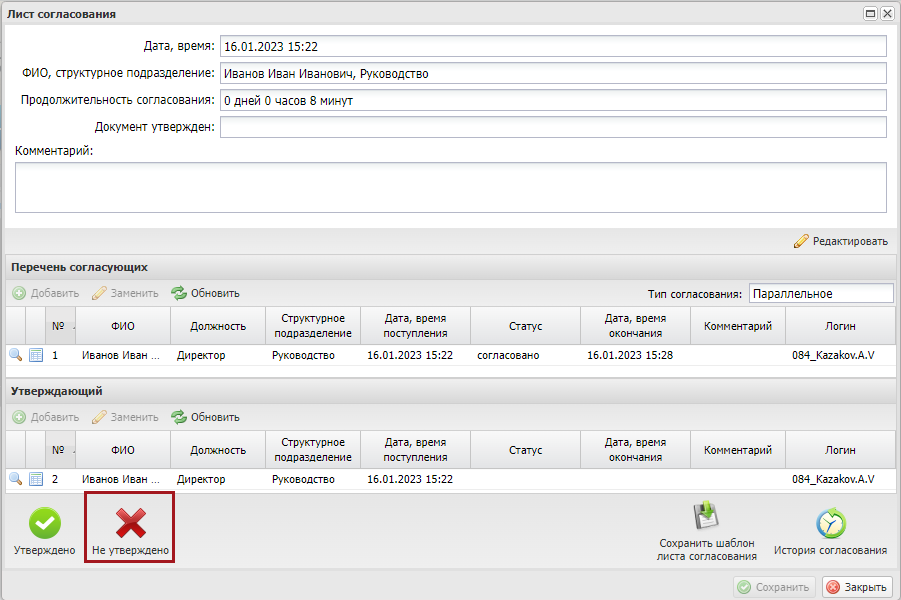 Лист согласования
Дата, время: 16.01.2023 15:22
ФИО, структурное подразделение: Иванов Иван Иванович, Руководство
Продолжительность согласования: 0 дней 0 часов 8 минут
Документ утвержден:
Комментарий:
Редактировать
Перечень согласующих
Добавить Заменить Обновить Тип согласования: Параллельное
№ ФИО Должность Структурное подразделение Дата, время поступления Статус Дата, время окончания Комментарий Логин
1 Иванов Иван ... Директор Руководство 16.01.2023 15:22 согласовано 16.01.2023 15:28 084_Kazakov.A.V
Утверждающий
Добавить Заменить Обновить
№ ФИО Должность Структурное подразделение Дата, время поступления Статус Дата, время окончания Комментарий Логин
2 Иванов Иван ... Директор Руководство 16.01.2023 15:22 084_Kazakov.A.V
Утверждено Не утверждено Сохранить шаблон листа согласования История согласования
Сохранить Закрыть